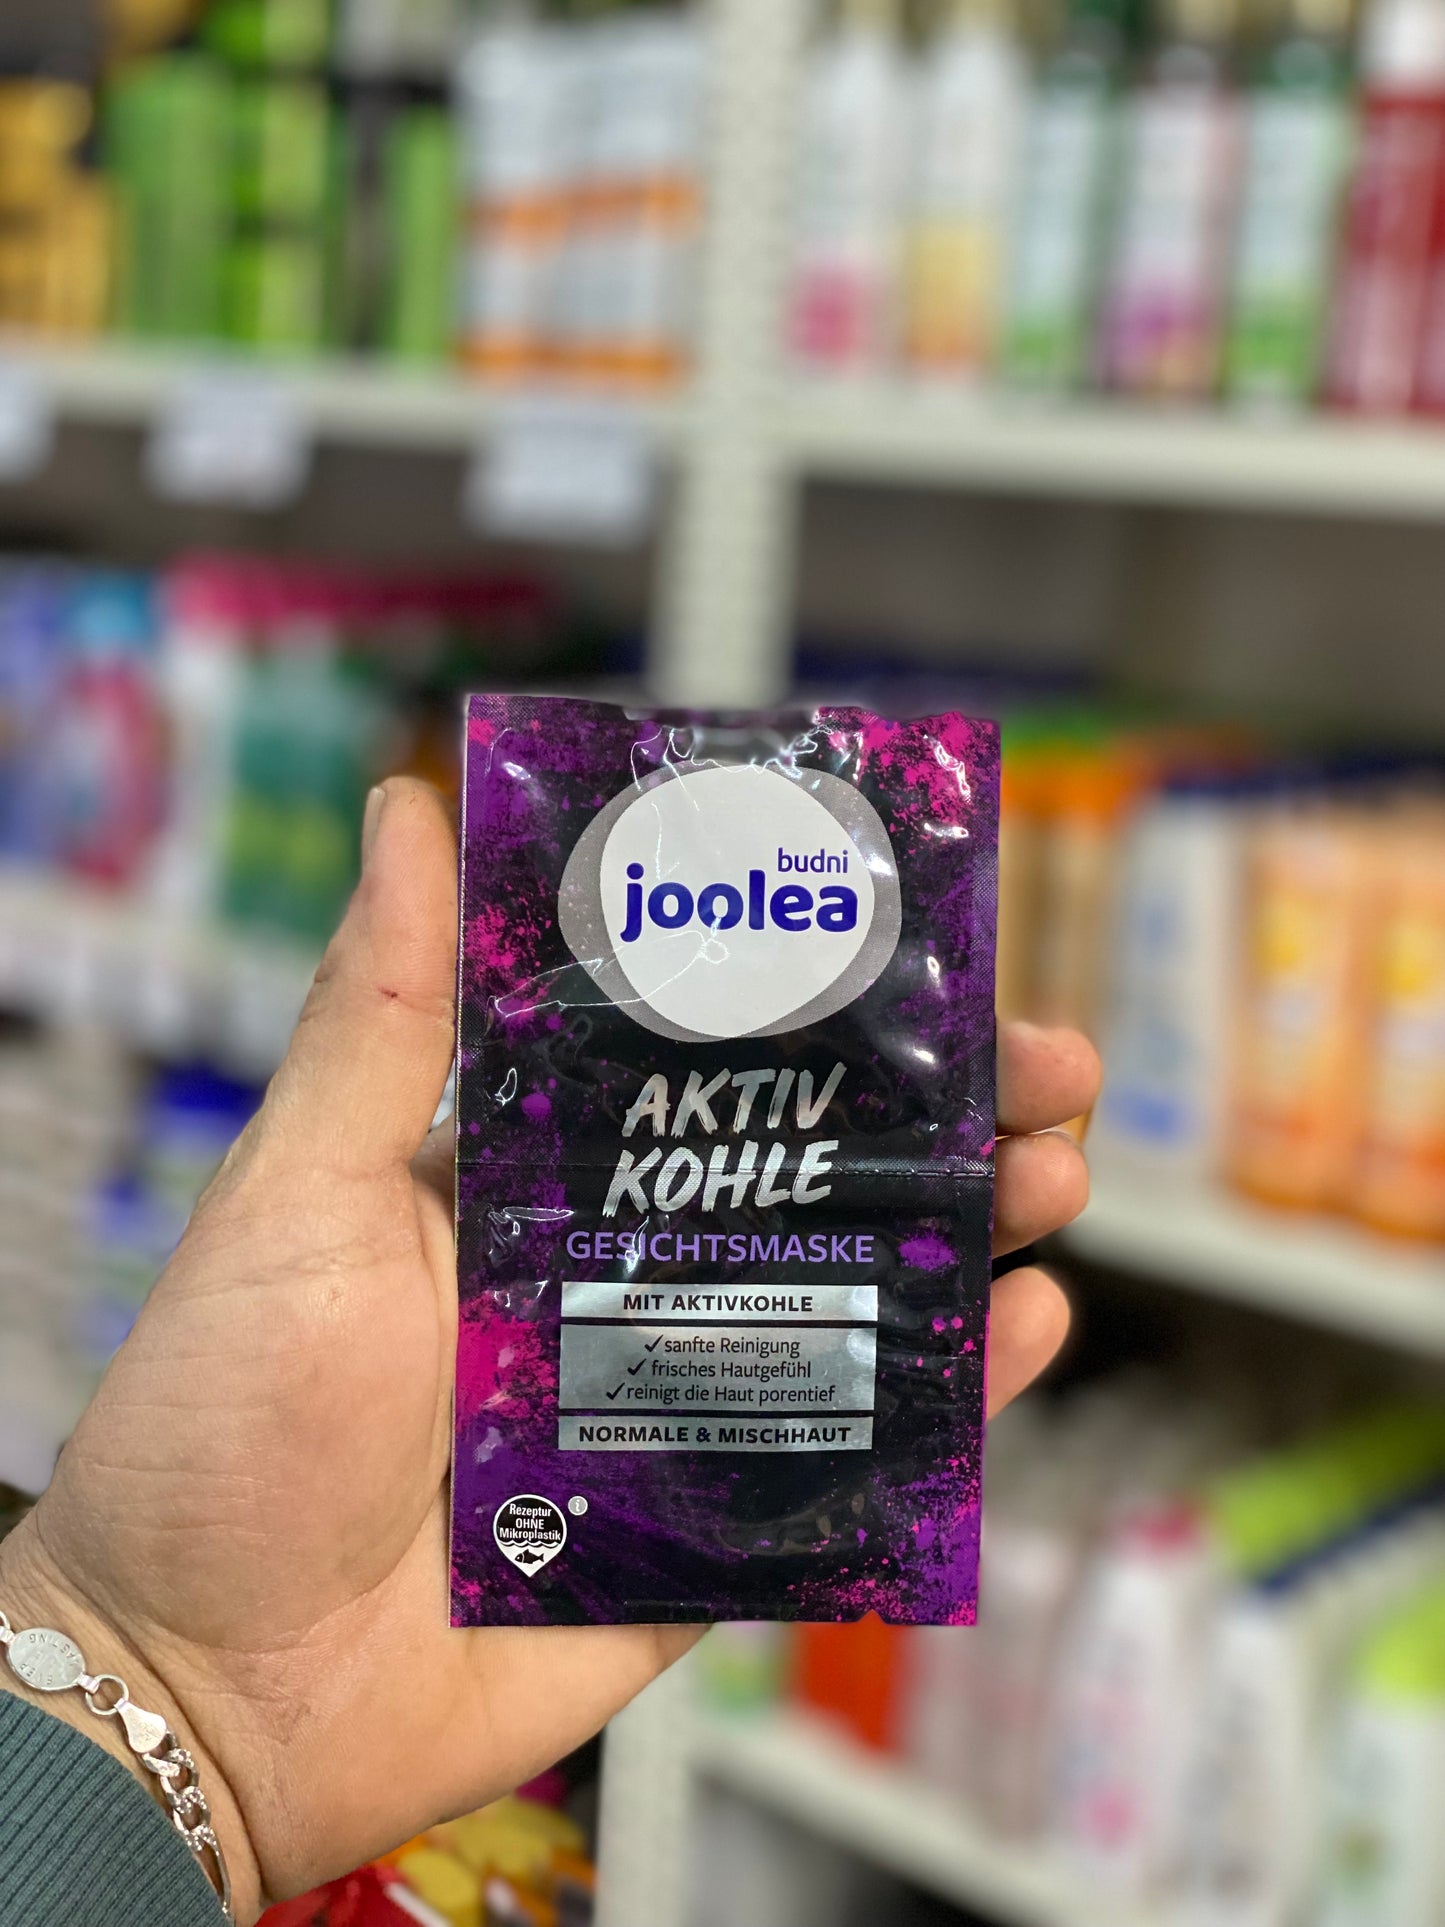 budni
joolea
AKTIV
KOHLE
GESICHTSMASKE
MIT AKTIVKOHLE
✓sanfte Reinigung
✓ frisches Hautgefühl
✓reinigt die Haut porentief
NORMALE & MISCHHAUT
Rezeptur
OHNE
Mikroplastik
i